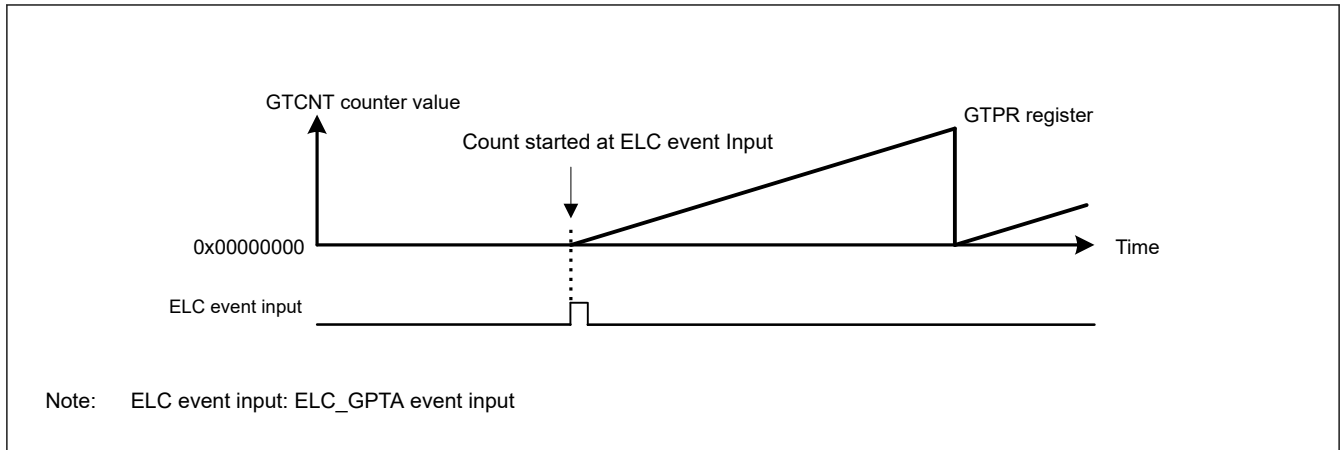 GTCNT counter value
GTPR register
Count started at ELC event Input
0x00000000
Time
ELC event input
Note: ELC event input: ELC_GPTA event input